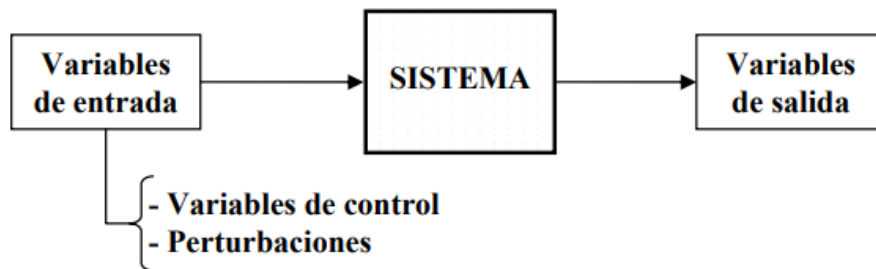 Variables
de entrada
SISTEMA
Variables
de salida
- Variables de control
- Perturbaciones